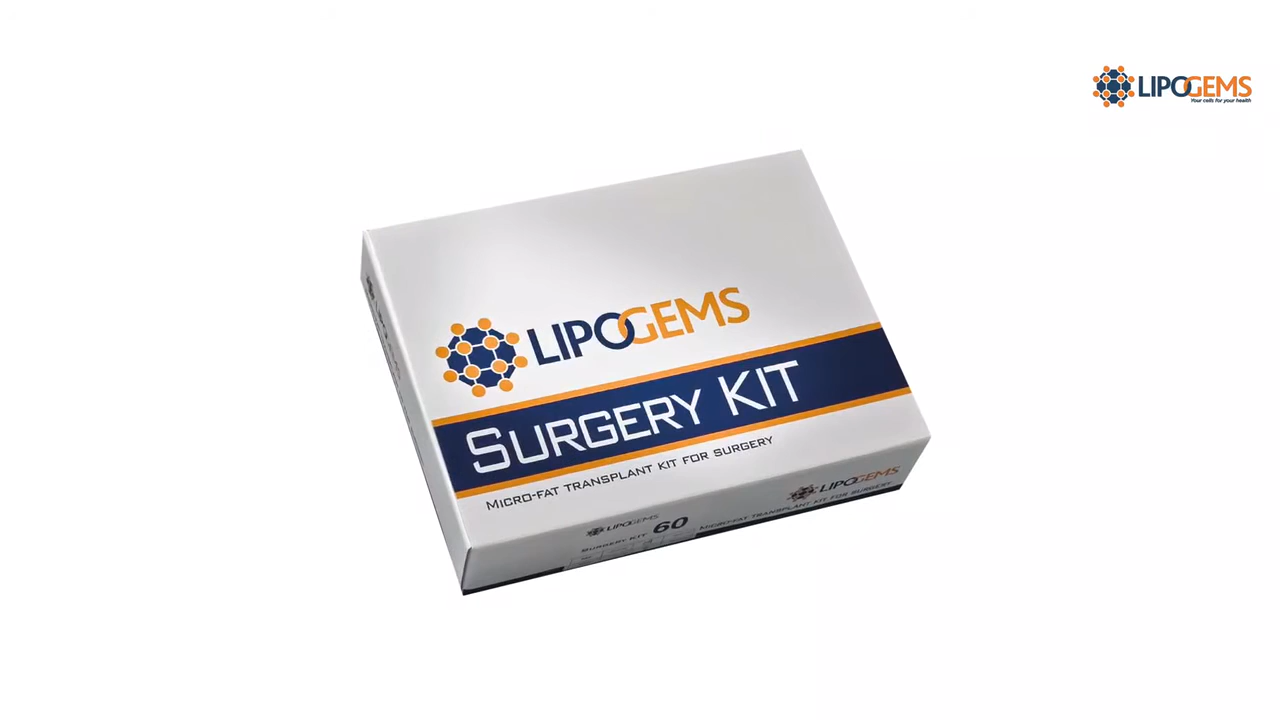 LIPOGEMS
Your cells for your health
LIPOGEMS
SURGERY KIT
MICRO-FAT TRANSPLANT KIT FOR SURGERY
LIPOGEMS
MICRO-FAT TRANSPLANT KIT FOR SURGERY
LIPOGEMS
SURGERY KIT 60